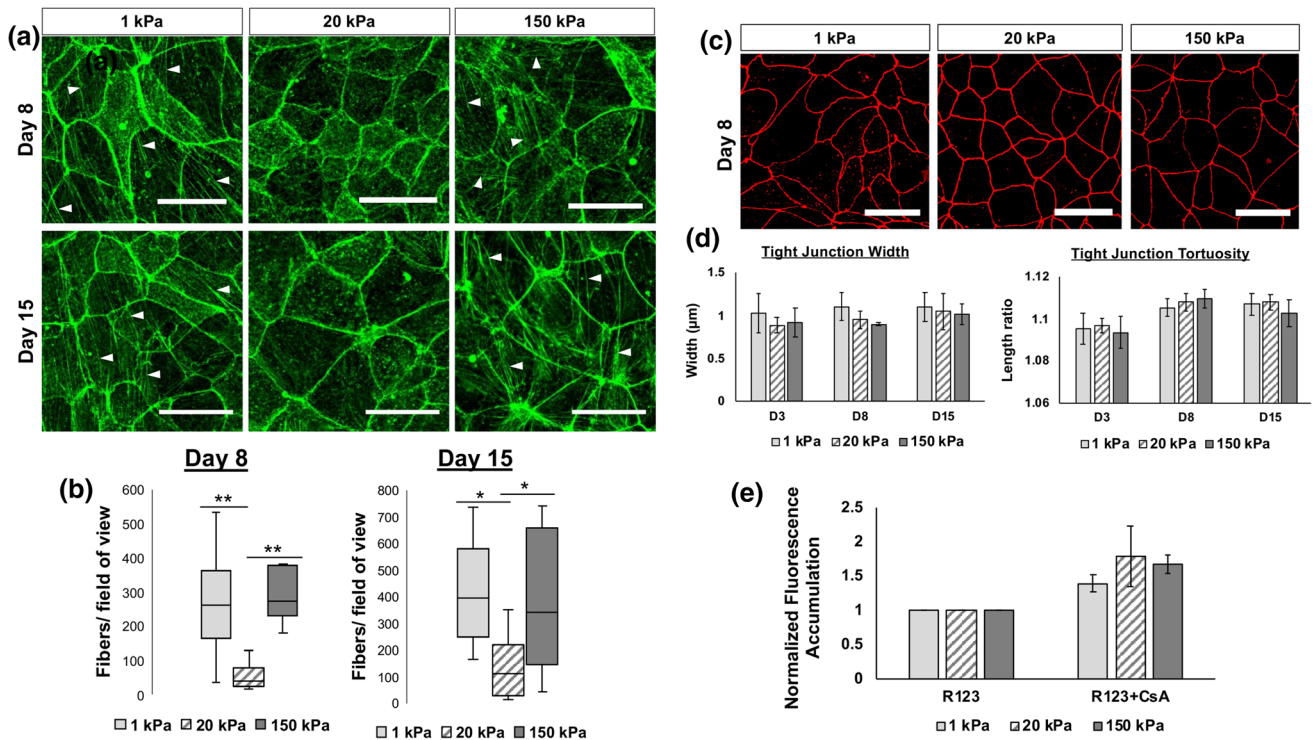 (a)
1 kPa
20 kPa
150 kPa
(a)
Day 8
Day 15
(b)
Day 8
Fibers/ field of view
600
500
400
300
200
100
0
**
**
1 kPa 20 kPa 150 kPa
Day 15
Fibers/ field of view
800
700
600
500
400
300
200
100
0
*
*
1 kPa 20 kPa 150 kPa
(c)
1 kPa
20 kPa
150 kPa
Day 8
(d)
Tight Junction Width
Width (µm)
1.5
1
0.5
0
D3 D8 D15
1 kPa 20 kPa 150 kPa
Tight Junction Tortuosity
Length ratio
1.12
1.1
1.08
1.06
D3 D8 D15
1 kPa 20 kPa 150 kPa
(e)
Normalized Fluorescence
Accumulation
2.5
2
1.5
1
0.5
0
R123 R123+CsA
1 kPa 20 kPa 150 kPa